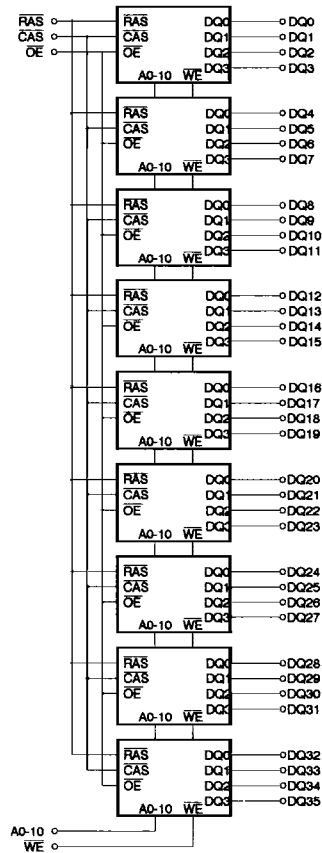 RAS RAS DQ0 DQ0
CAS CAS DQ1 DQ1
OE OE DQ2 DQ2
DQ3 DQ3
A0-10 WE
RAS DQ0 DQ4
CAS DQ1 DQ5
OE DQ2 DQ6
DQ3 DQ7
A0-10 WE
RAS DQ0 DQ8
CAS DQ1 DQ9
OE DQ2 DQ10
DQ3 DQ11
A0-10 WE
RAS DQ0 DQ12
CAS DQ1 DQ13
OE DQ2 DQ14
DQ3 DQ15
A0-10 WE
RAS DQ0 DQ16
CAS DQ1 DQ17
OE DQ2 DQ18
DQ3 DQ19
A0-10 WE
RAS DQ0 DQ20
CAS DQ1 DQ21
OE DQ2 DQ22
DQ3 DQ23
A0-10 WE
RAS DQ0 DQ24
CAS DQ1 DQ25
OE DQ2 DQ26
DQ3 DQ27
A0-10 WE
RAS DQ0 DQ28
CAS DQ1 DQ29
OE DQ2 DQ30
DQ3 DQ31
A0-10 WE
RAS DQ0 DQ32
CAS DQ1 DQ33
OE DQ2 DQ34
DQ3 DQ35
A0-10 WE
A0-10
WE